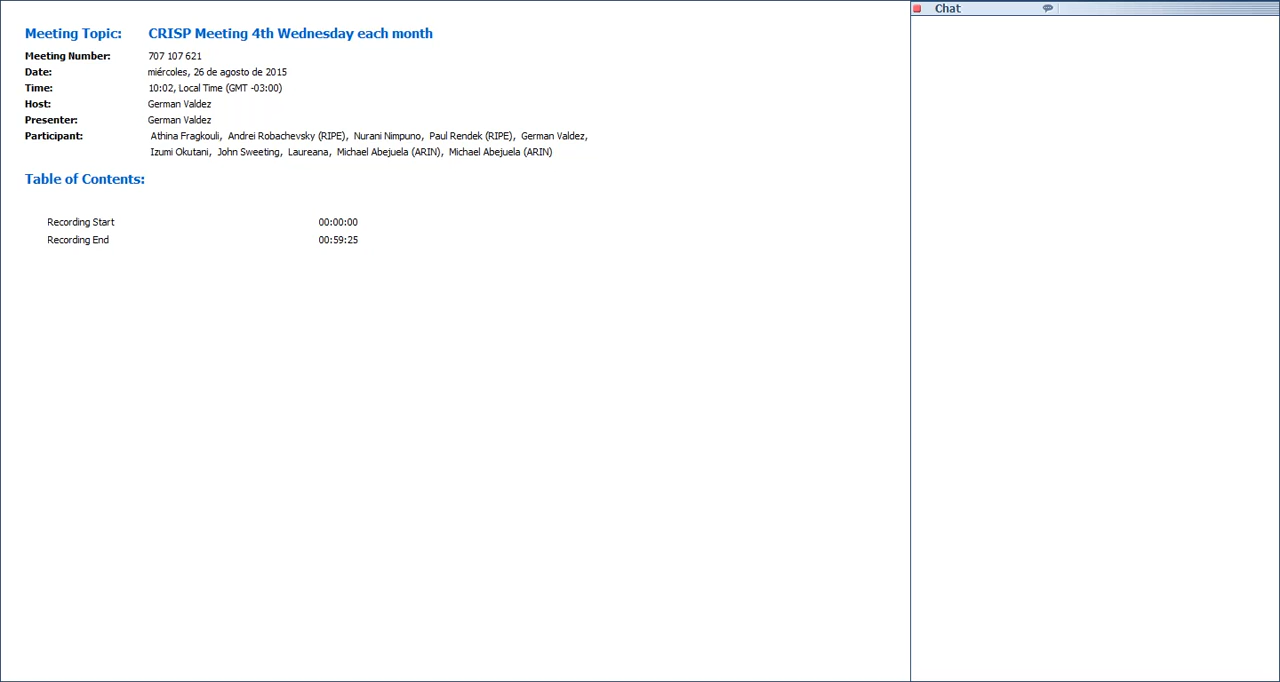 Chat
Meeting Topic: CRISP Meeting 4th Wednesday each month
Meeting Number: 707 107 621
Date: miércoles, 26 de agosto de 2015
Time: 10:02, Local Time (GMT -03:00)
Host: German Valdez
Presenter: German Valdez
Participant: Athina Fragkouli, Andrei Robachevsky (RIPE), Nurani Nimpuno, Paul Rendek (RIPE), German Valdez,
Izumi Okutani, John Sweeting, Laureana, Michael Abejuela (ARIN), Michael Abejuela (ARIN)
Table of Contents:
Recording Start 00:00:00
Recording End 00:59:25